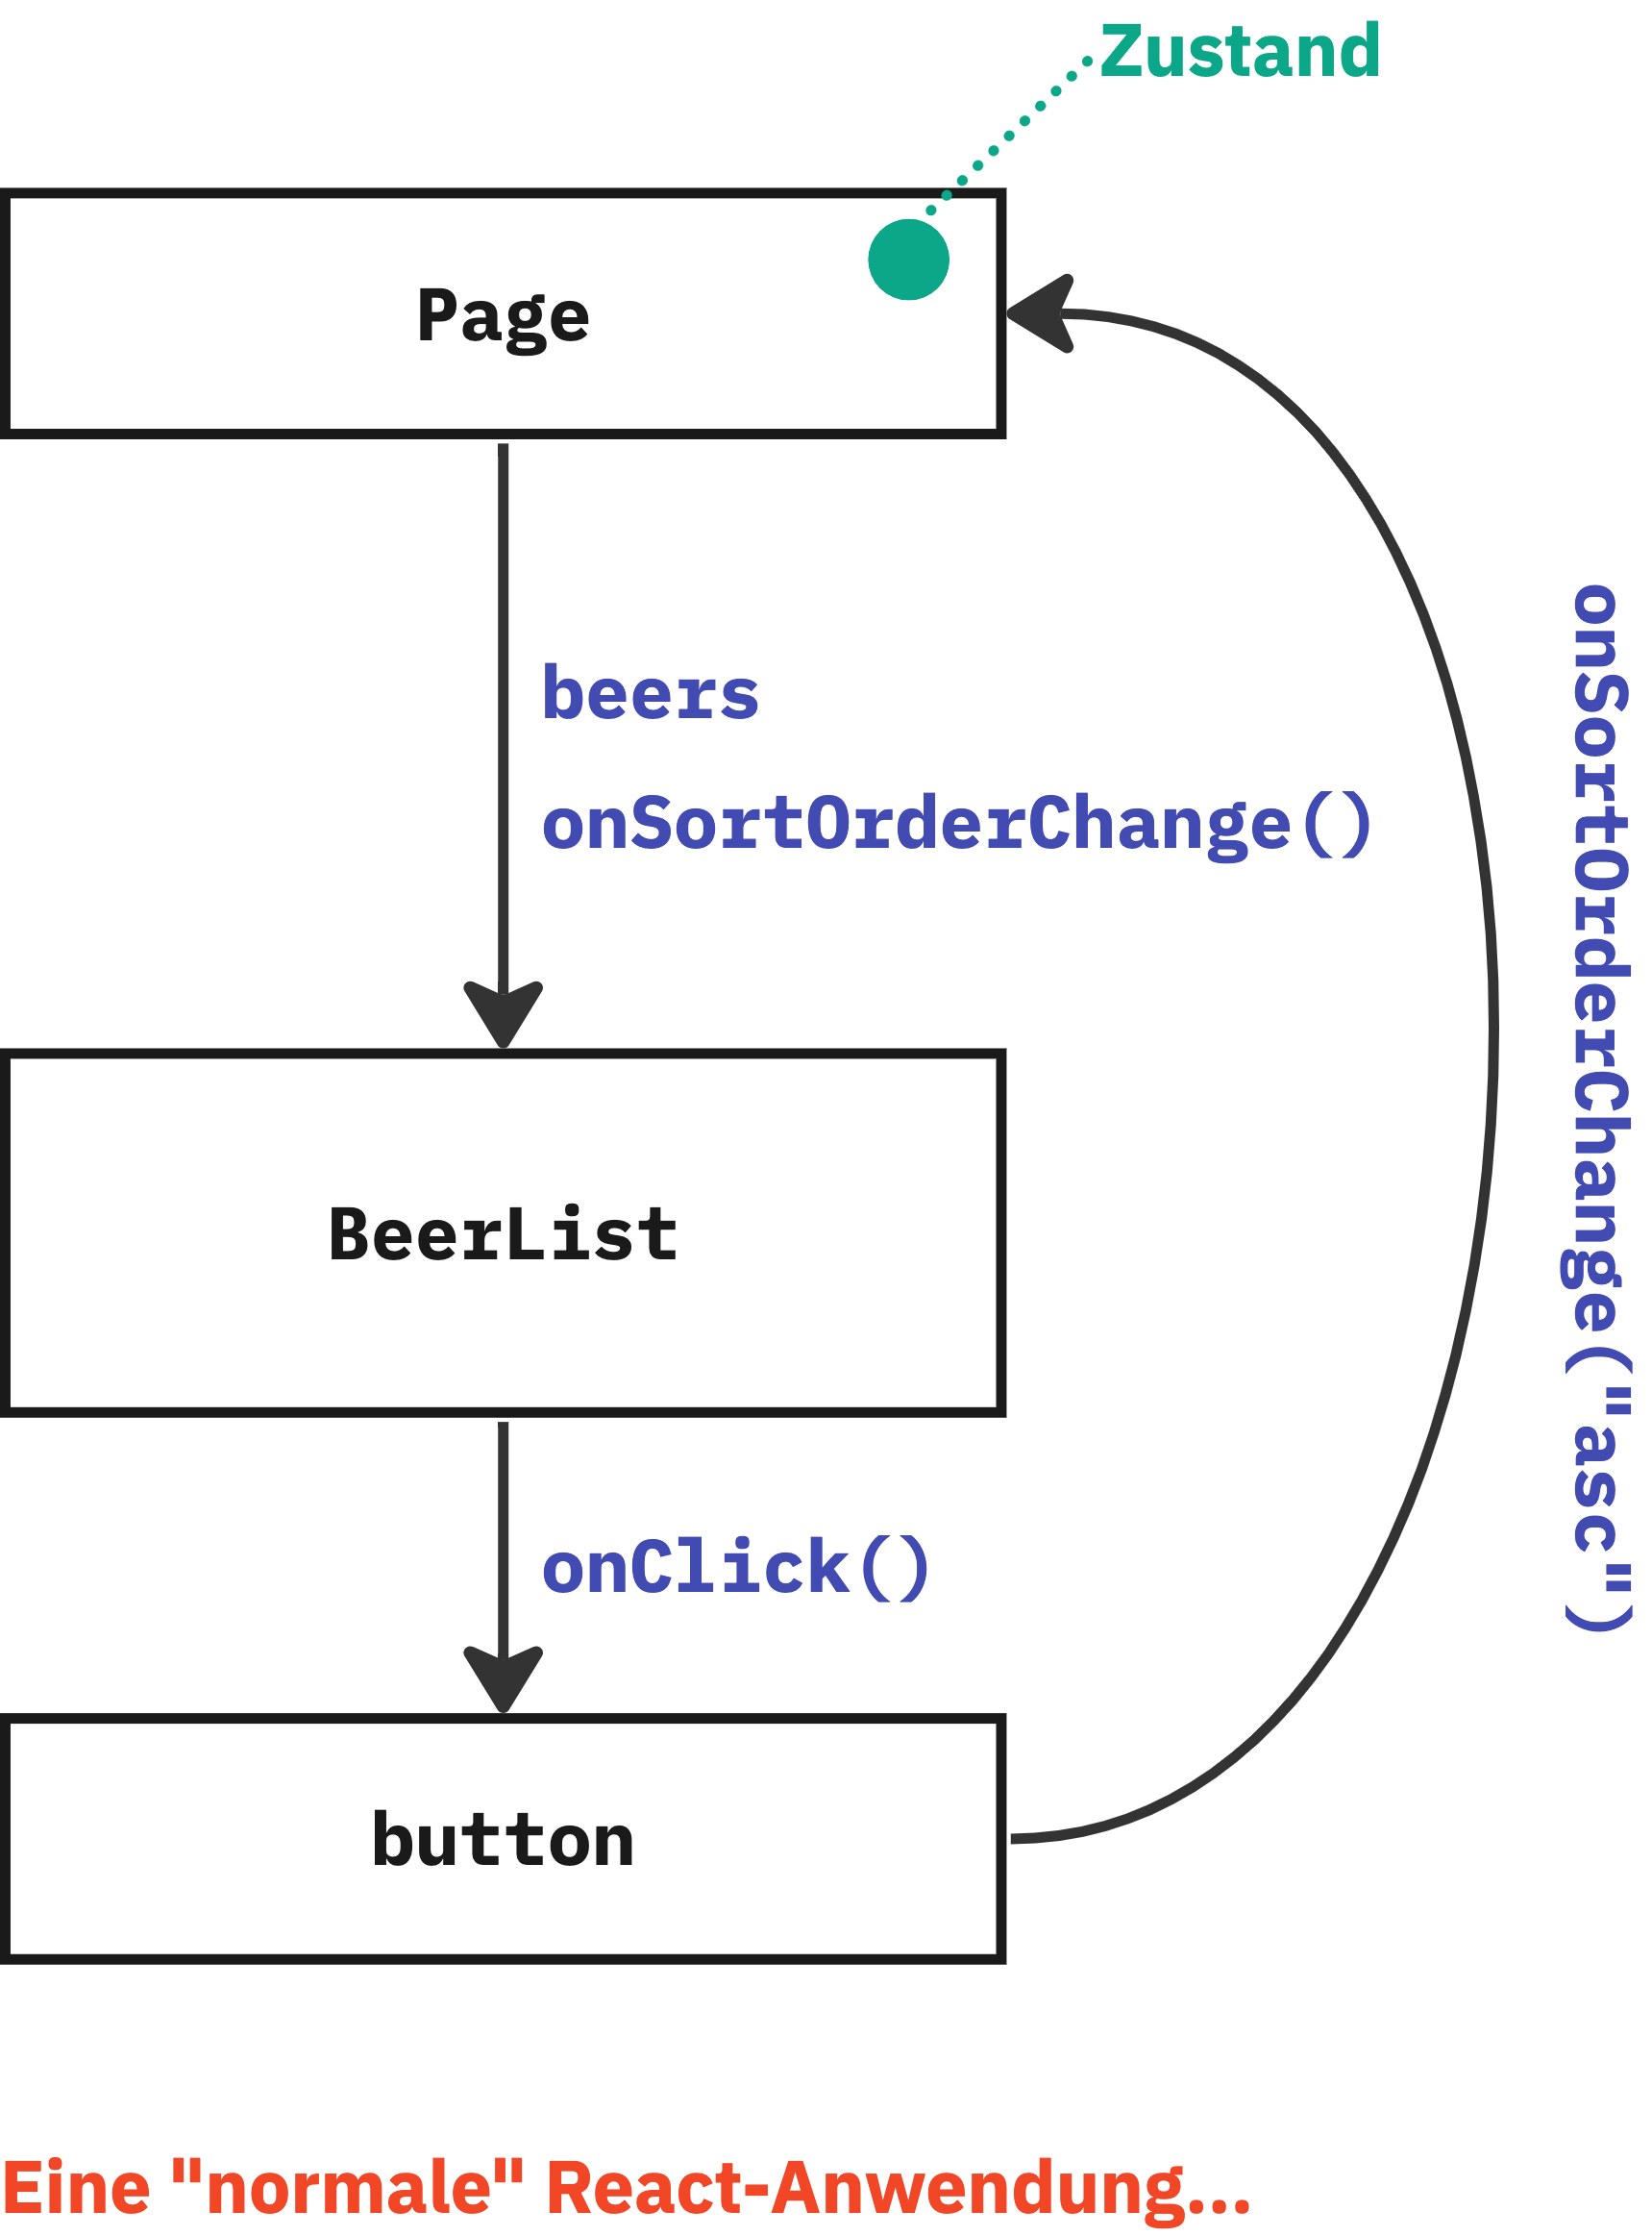 Zustand
Page
beers
onSortOrderChange()
onSortOrderChange("asc")
BeerList
onClick()
button
Eine "normale" React-Anwendung...